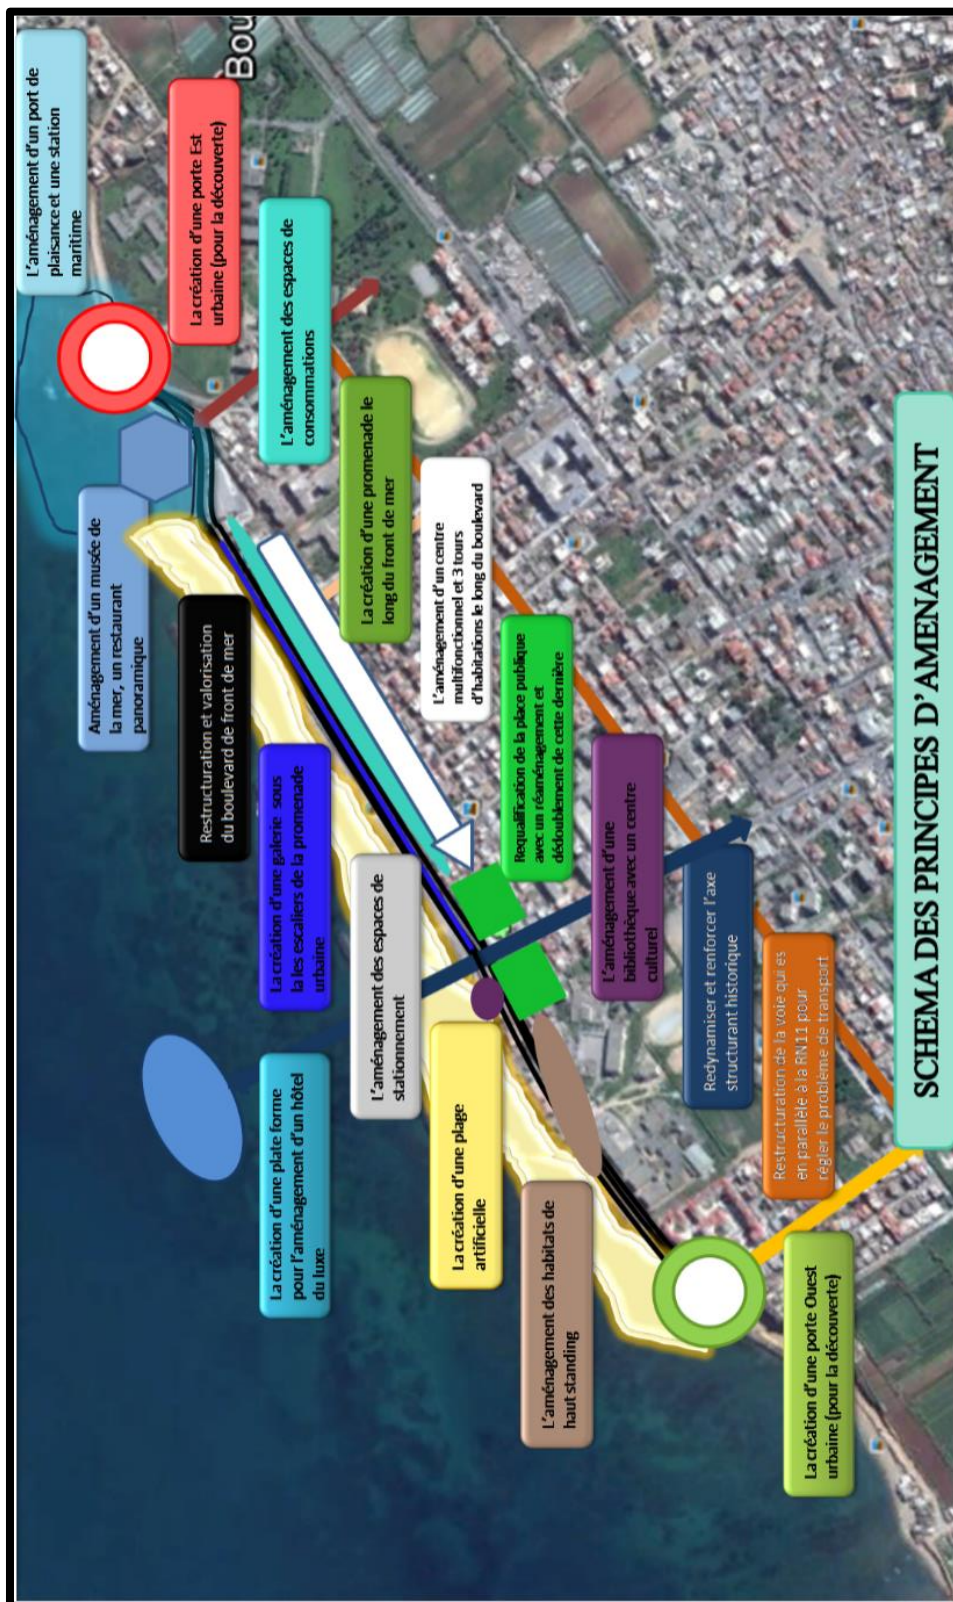 L'aménagement d'un port de
plaisance et une station
maritime
La création d'une porte Est
urbaine (pour la découverte)
L'aménagement des espaces de
consommations
La création d'une promenade le
long du front de mer
L'aménagement d'un centre
multifonctionnel et 3 tours
d'habitations le long du boulevard
Aménagement d'un musée de
la mer, un restaurant
panoramique
Restructuration et valorisation
du boulevard de front de mer
La création d'une galerie sous
la les escaliers de la promenade
urbaine
L'aménagement des espaces de
stationnement
Requalification de la place publique
avec un réaménagement et
dédoublement de cette dernière
L'aménagement d'une
bibliothèque avec un centre
culturel
Redynamiser et renforcer l'axe
structurant historique
Restructuration de la voie qui es
en parallèle à la RN11 pour
régler le problème de transport
La création d'une plate forme
pour l'aménagement d'un hôtel
du luxe
La création d'une plage
artificielle
L'aménagement des habitats de
haut standing
La création d'une porte Ouest
urbaine (pour la découverte)
Bou
SCHEMA DES PRINCIPES D'AMENAGEMENT